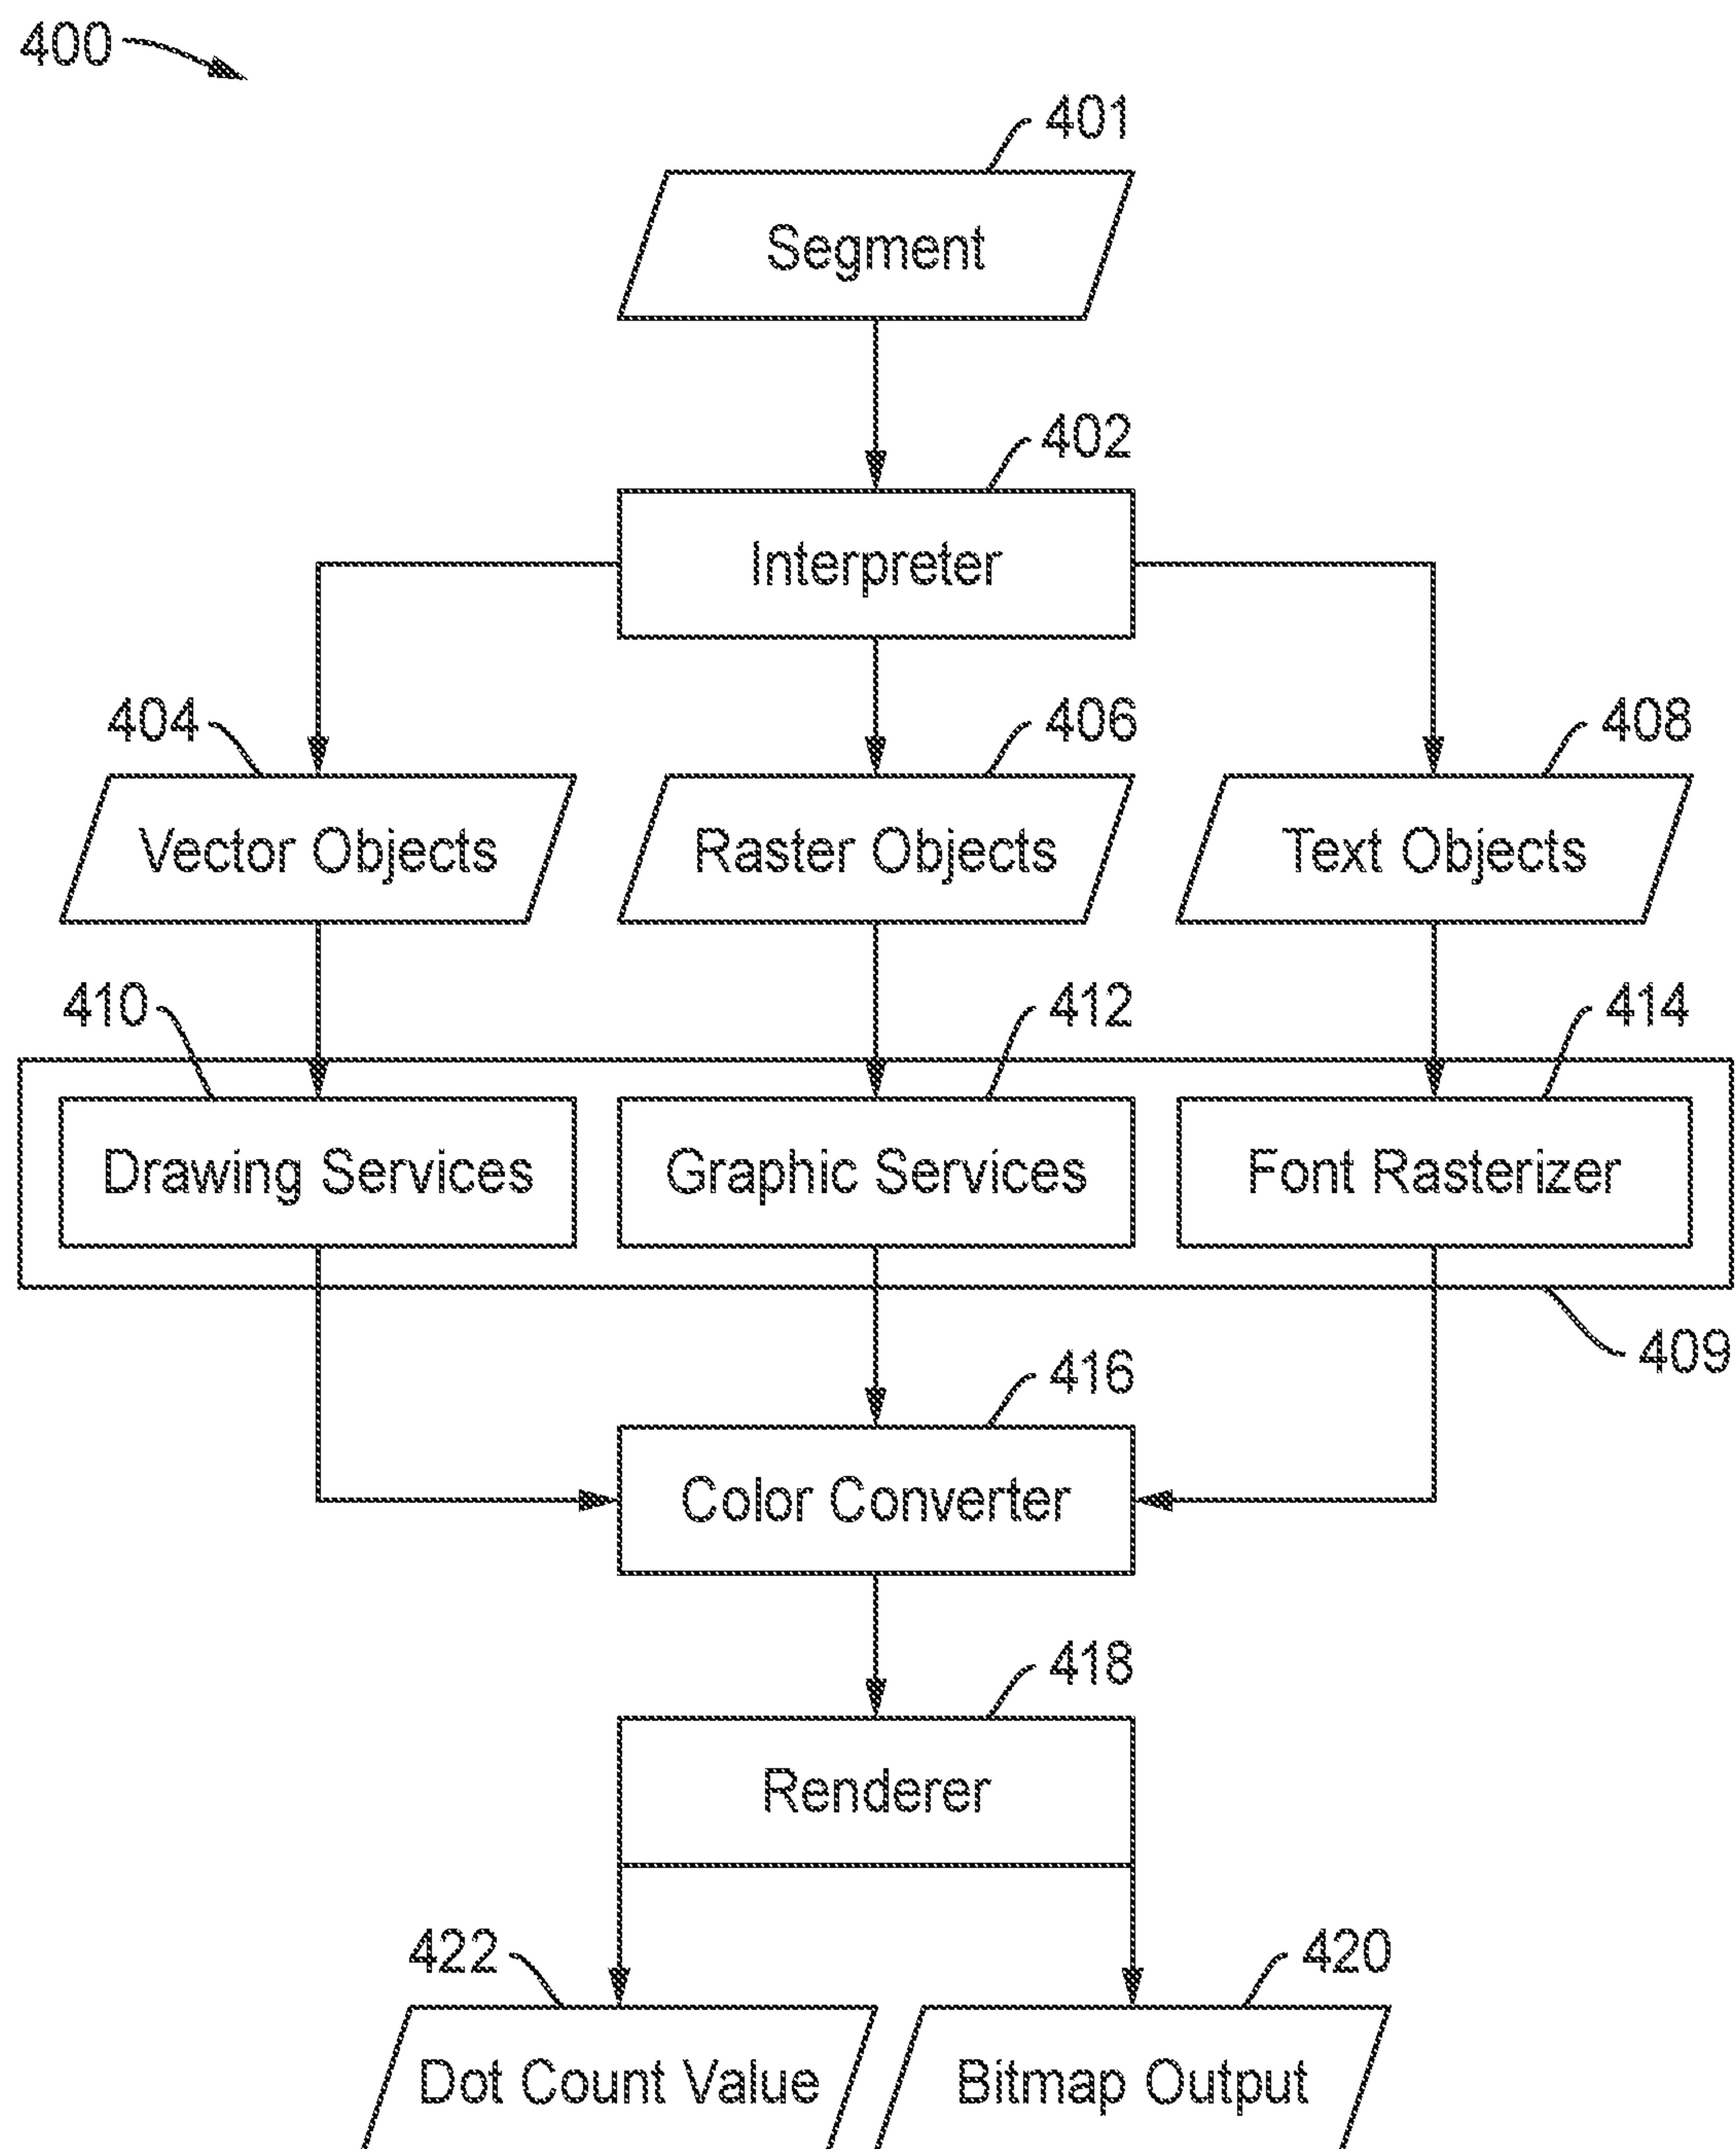 400
401
Segment
402
Interpreter
404
406
408
Vector Objects
Raster Objects
Text Objects
410
412
414
Drawing Services
Graphic Services
Font Rasterizer
409
416
Color Converter
418
Renderer
422
420
Dot Count Value
Bitmap Output